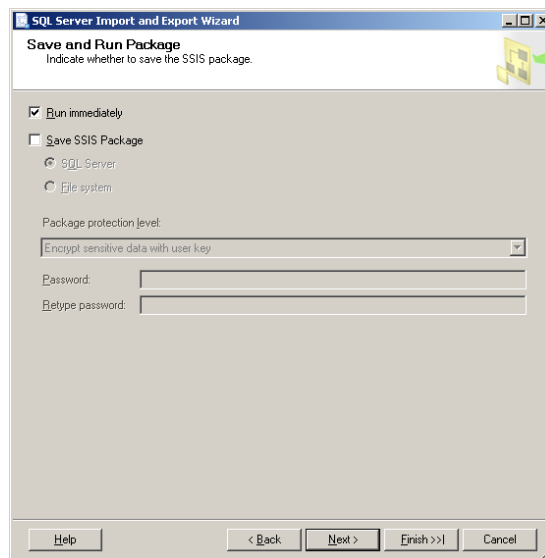 SQL Server Import and Export Wizard
Save and Run Package
Indicate whether to save the SSIS package.
Run immediately
Save SSIS Package
SQL Server
File system
Package protection level:
Encrypt sensitive data with user key
Password:
Retype password:
Help
< Back
Next >
Finish >>|
Cancel